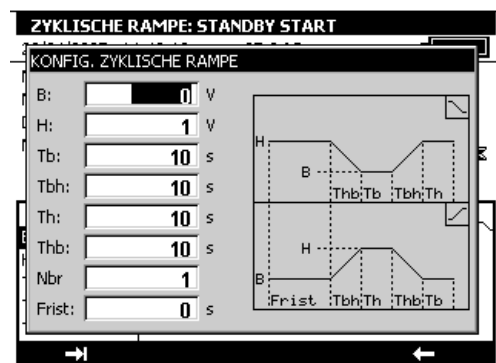 ZYKLISCHE RAMPE: STANDBY START
KONFIG. ZYKLISCHE RAMPE
B: 0 V
H: 1 V
Tb: 10 s
Tbh: 10 s
Th: 10 s
Thb: 10 s
Nbr 1
Frist: 0 s
H
B
Thb Tb Tbh Th
H
B
Frist Tbh Th Thb Tb